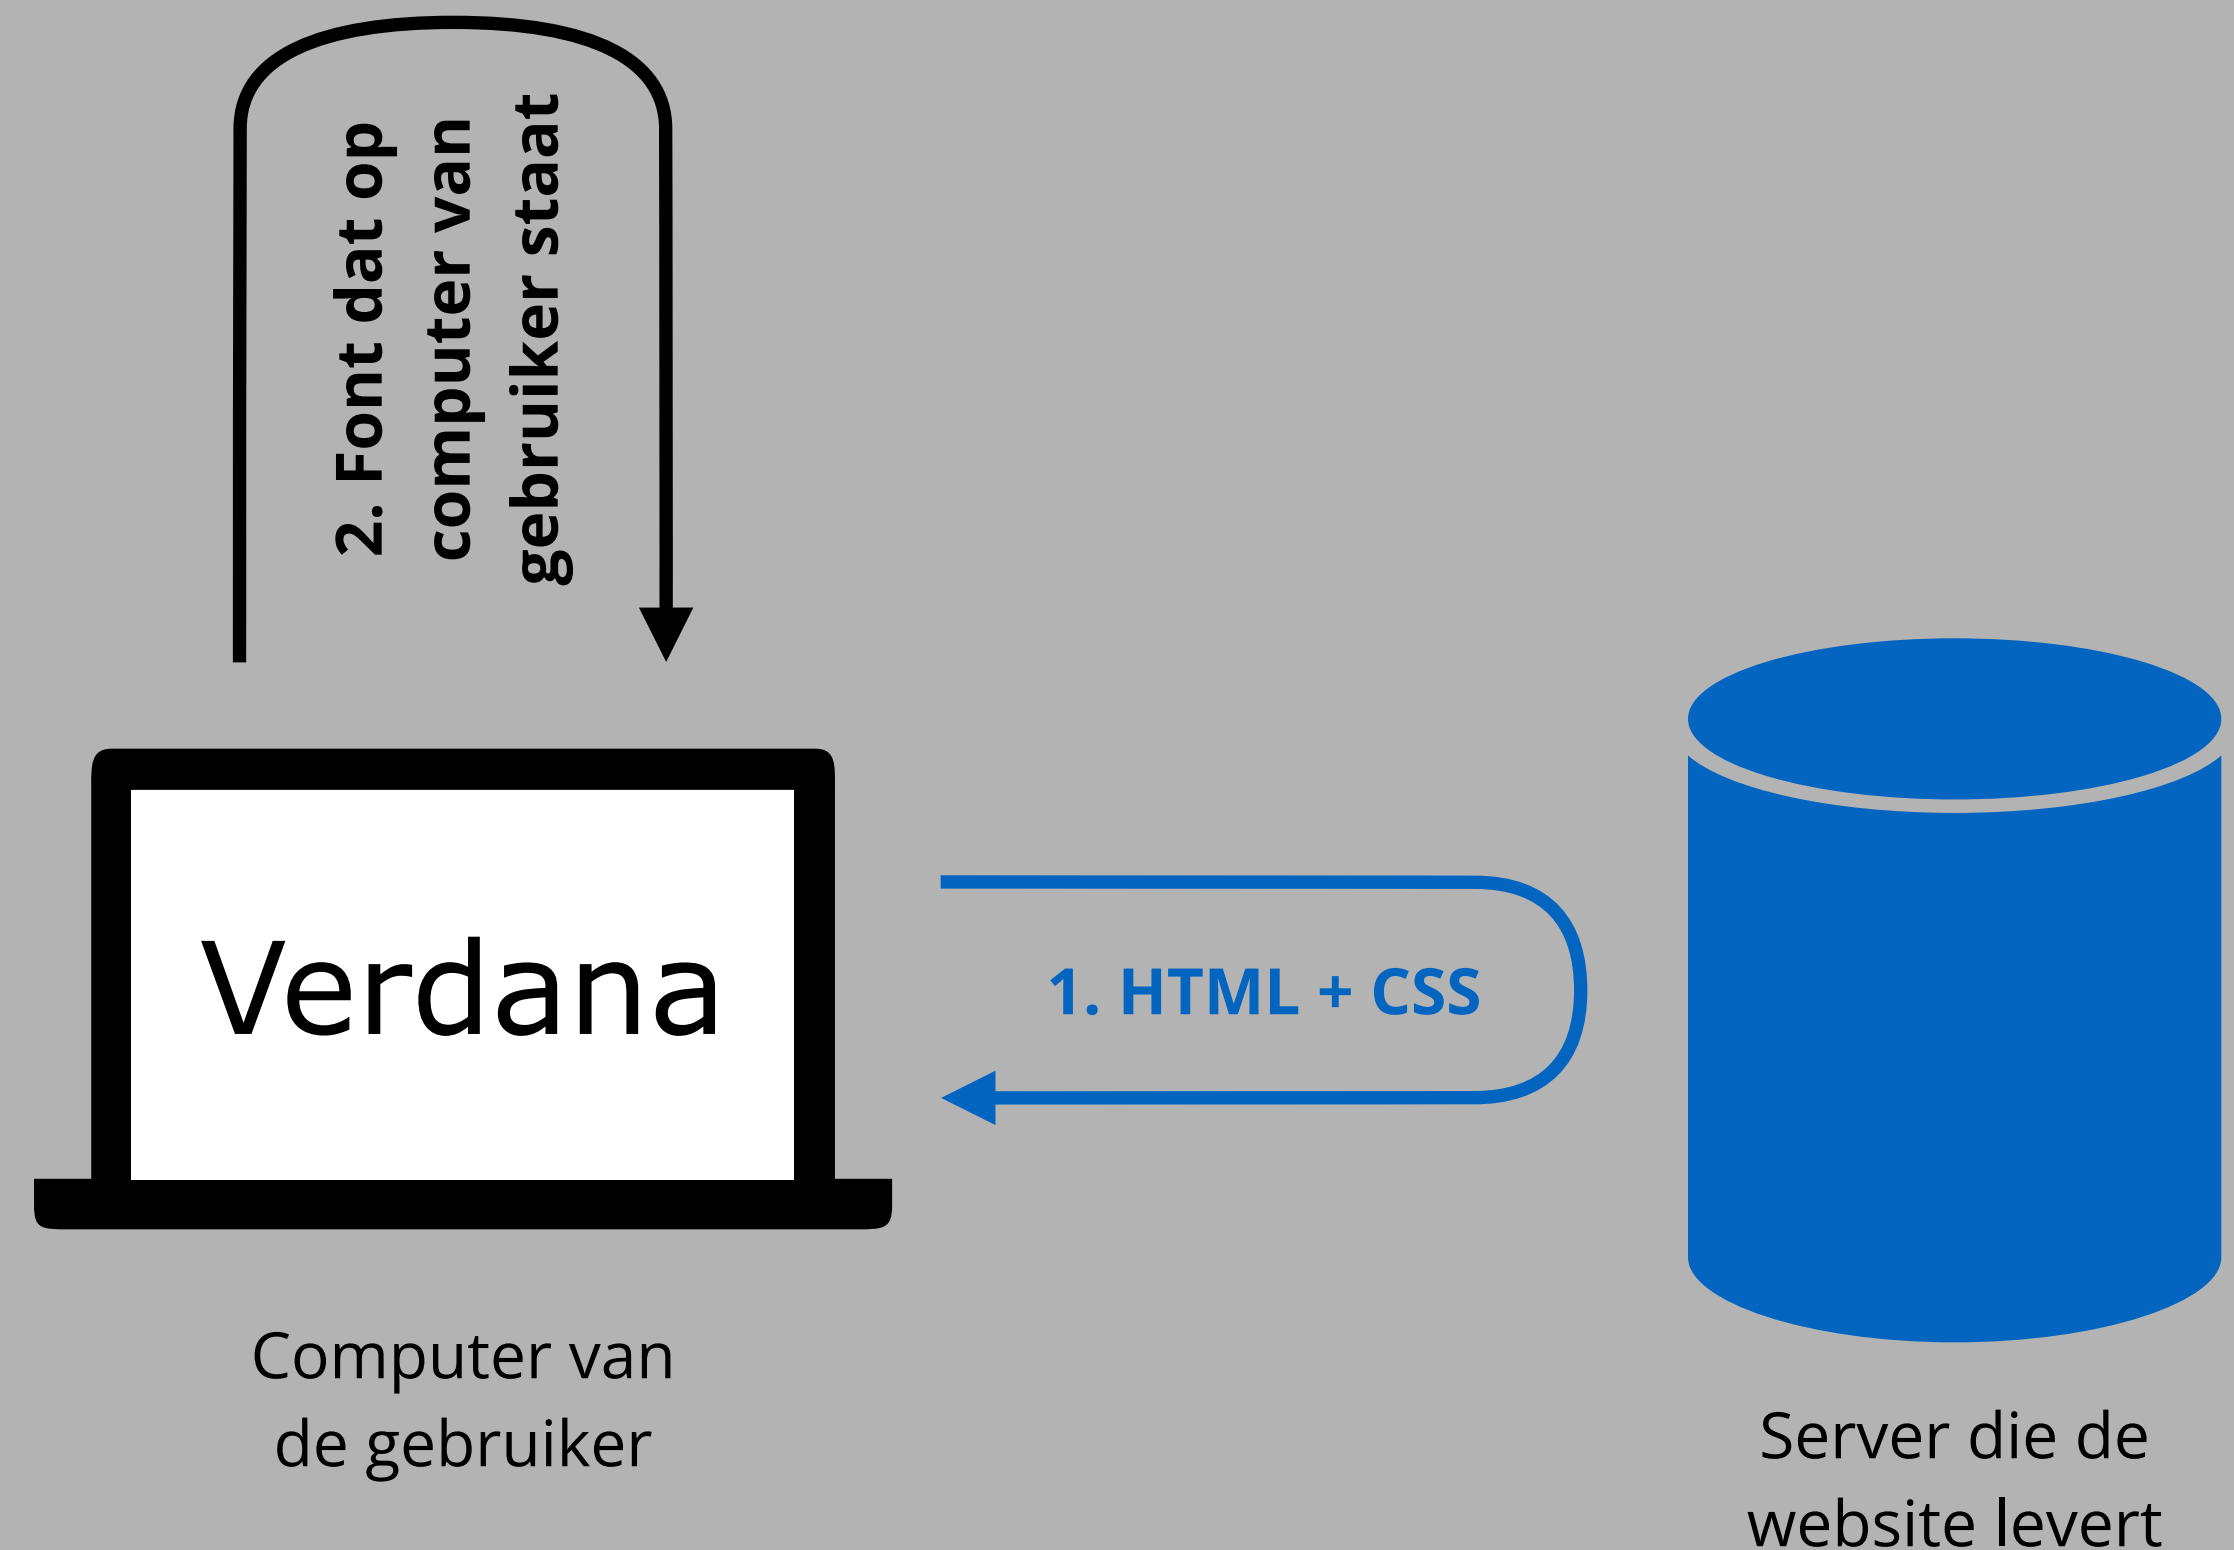 2. Font dat op
computer van
gebruiker staat
Verdana
1. HTML + CSS
Computer van
de gebruiker
Server die de
website levert